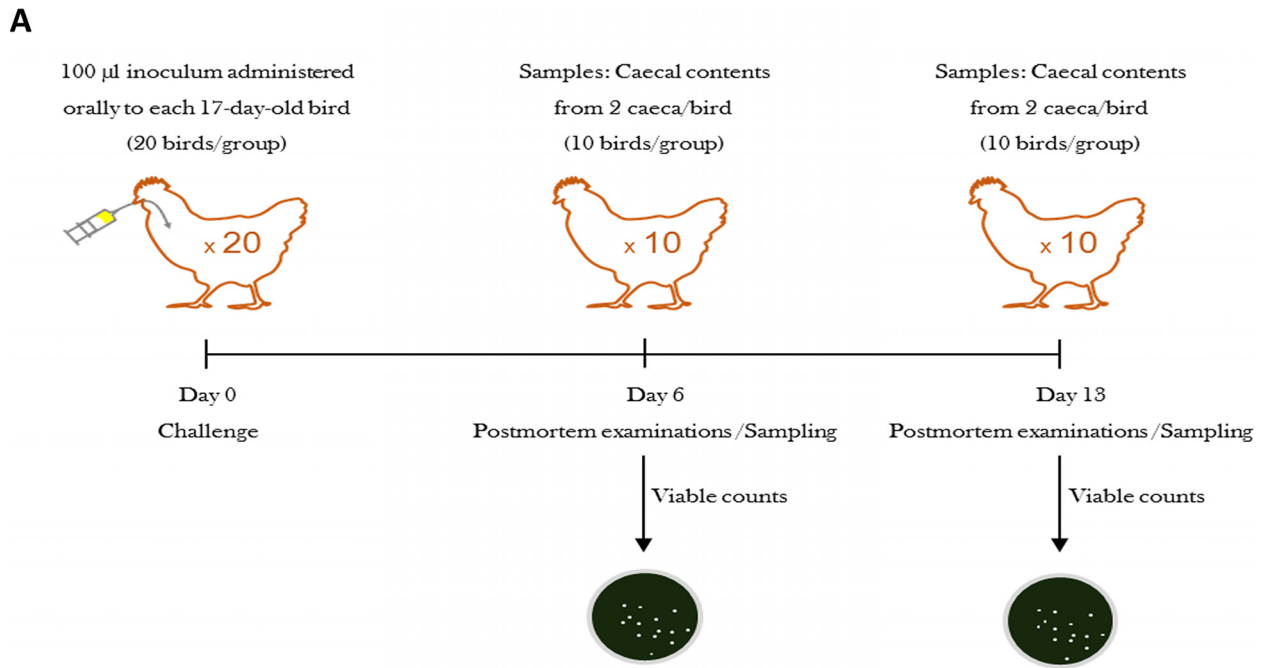 A
100 µl inoculum administered
orally to each 17-day-old bird
(20 birds/group)
x 20
Samples: Caecal contents
from 2 caeca/bird
(10 birds/group)
x 10
Samples: Caecal contents
from 2 caeca/bird
(10 birds/group)
x 10
Day 0
Challenge
Day 6
Postmortem examinations /Sampling
Viable counts
Day 13
Postmortem examinations /Sampling
Viable counts